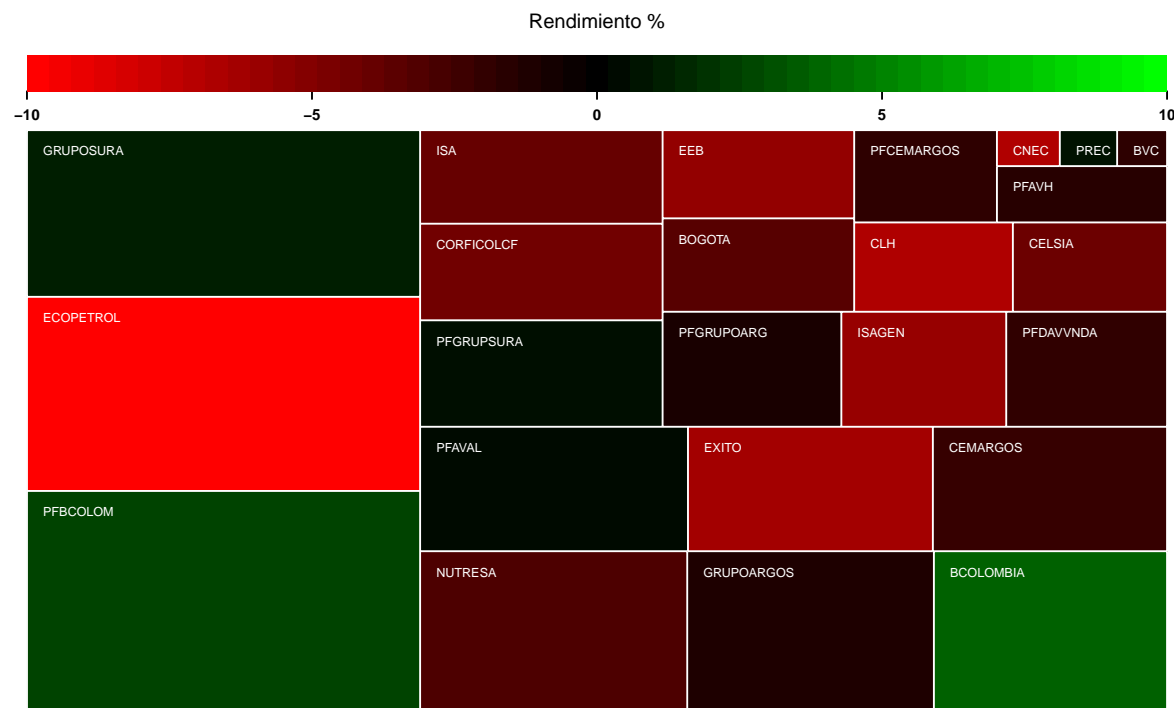 Rendimiento %
−10 −5 0 5 10
GRUPOSURA ISA EEB PFCEMARGOS CNEC PREC BVC
PFAVH
CORFICOLCF BOGOTA CLH CELSIA
ECOPETROL PFGRUPSURA PFGRUPOARG ISAGEN PFDAVVNDA
PFAVAL EXITO CEMARGOS
PFBCOLOM
NUTRESA GRUPOARGOS BCOLOMBIA